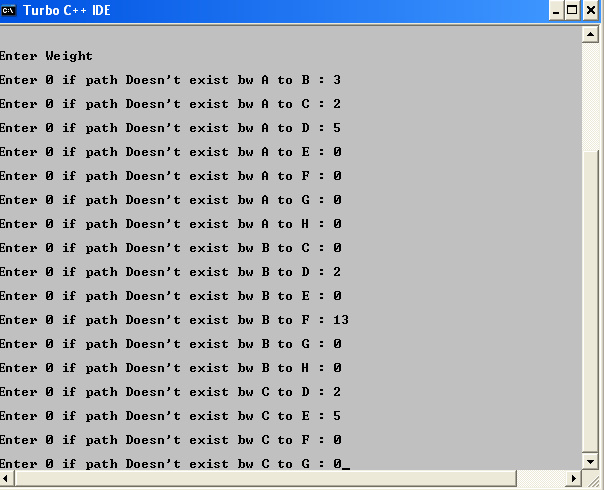 Turbo C++ IDE
Enter Weight
Enter 0 if path Doesn't exist bw A to B : 3
Enter 0 if path Doesn't exist bw A to C : 2
Enter 0 if path Doesn't exist bw A to D : 5
Enter 0 if path Doesn't exist bw A to E : 0
Enter 0 if path Doesn't exist bw A to F : 0
Enter 0 if path Doesn't exist bw A to G : 0
Enter 0 if path Doesn't exist bw A to H : 0
Enter 0 if path Doesn't exist bw B to C : 0
Enter 0 if path Doesn't exist bw B to D : 2
Enter 0 if path Doesn't exist bw B to E : 0
Enter 0 if path Doesn't exist bw B to F : 13
Enter 0 if path Doesn't exist bw B to G : 0
Enter 0 if path Doesn't exist bw B to H : 0
Enter 0 if path Doesn't exist bw C to D : 2
Enter 0 if path Doesn't exist bw C to E : 5
Enter 0 if path Doesn't exist bw C to F : 0
Enter 0 if path Doesn't exist bw C to G : 0_